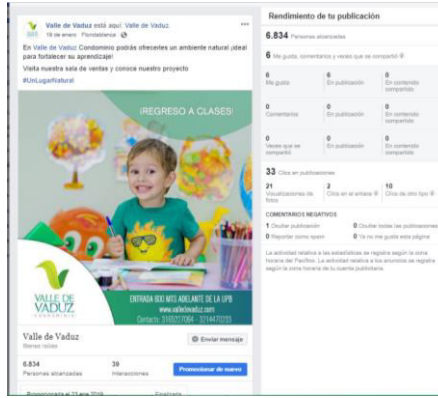 Valle de Vaduz está aquí: Valle de Vaduz.
18 de enero · Floridablanca
En Valle de Vaduz Condominio podrás ofrecerles un ambiente natural ¡ideal
para fortalecer su aprendizaje!
Visita nuestra sala de ventas y conoce nuestro proyecto
#UnLugarNatural
¡REGRESO A CLASES!
VALLE DE
VADUZ
CONDOMINIO
ENTRADA 800 MTS ADELANTE DE LA UPB
www.valledevaduz.com
Valle de Vaduz
Bienes raíces
Enviar mensaje
6.834
Personas alcanzadas
39
Interacciones
Promocionar de nuevo
Finalizada
Rendimiento de tu publicación
6.834 Personas alcanzadas
6 Me gusta, comentarios y veces que se compartió
6
Me gusta
6
En publicación
0
En contenido
compartido
0
Comentarios
0
En publicación
0
En contenido
compartido
0
Veces que se
compartió
0
En publicación
0
En contenido
compartido
33 Clics en publicaciones
21
Visualizaciones de
fotos
2
Clics en el enlace
10
Clics de otro tipo
COMENTARIOS NEGATIVOS
1 Ocultar publicación
0 Ocultar todas las publicaciones
0 Reportar como spam
0 Ya no me gusta esta página
La actividad relativa a las estadísticas se registra según la zona
horaria del Pacífico. La actividad relativa a los anuncios se registra
según la zona horaria de tu cuenta publicitaria.